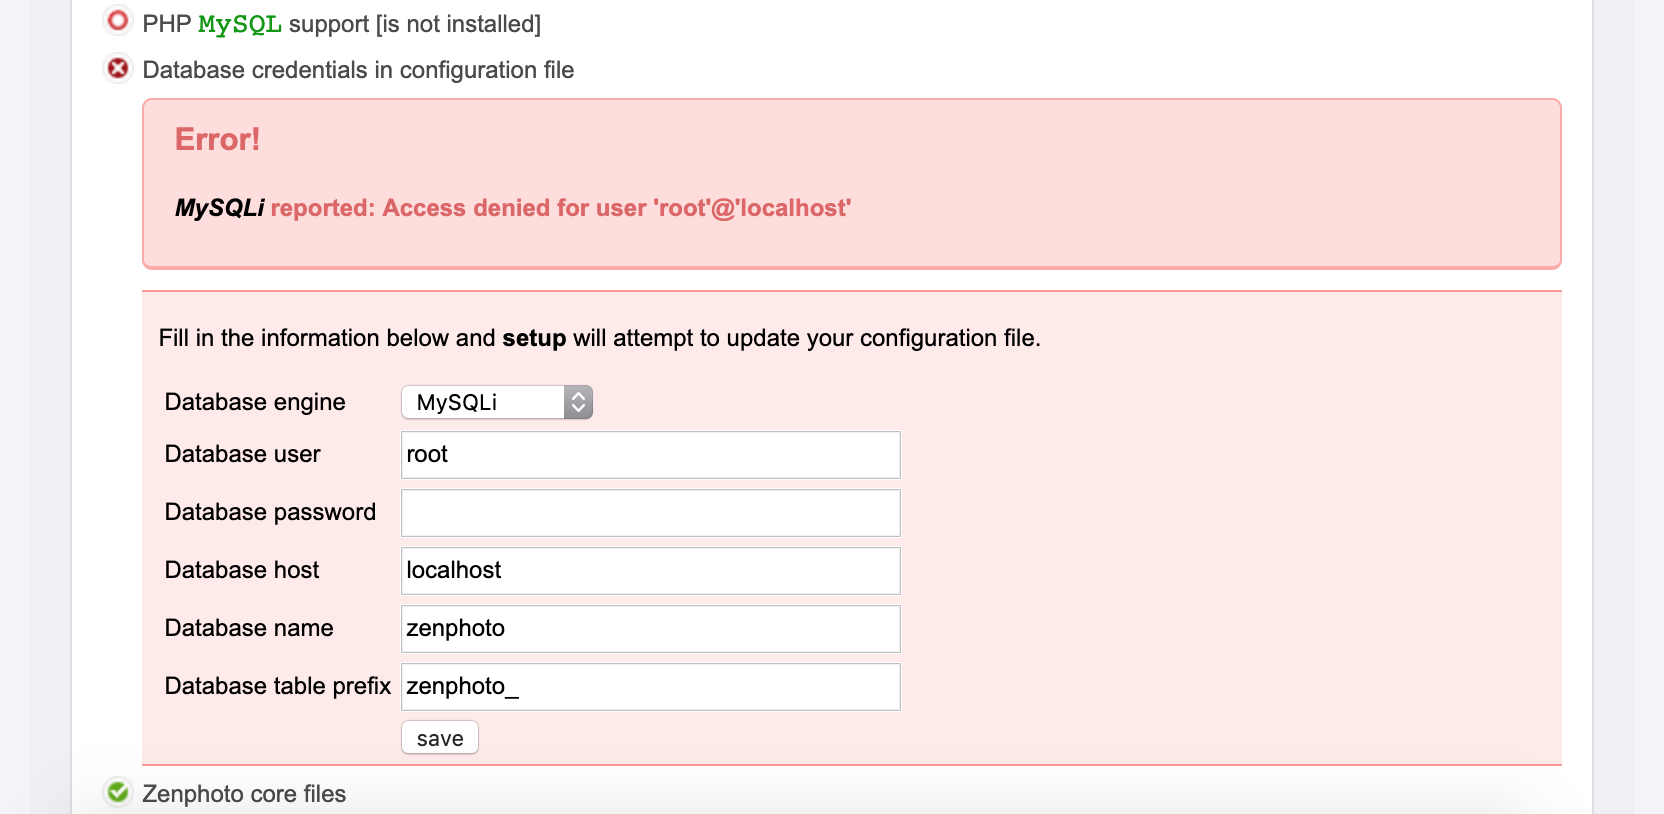 PHP MySQL support [is not installed]
Database credentials in configuration file
Error!
MySQLi reported: Access denied for user 'root'@'localhost'
Fill in the information below and setup will attempt to update your configuration file.
Database engine MySQLi
Database user root
Database password
Database host localhost
Database name zenphoto
Database table prefix zenphoto_
save
Zenphoto core files